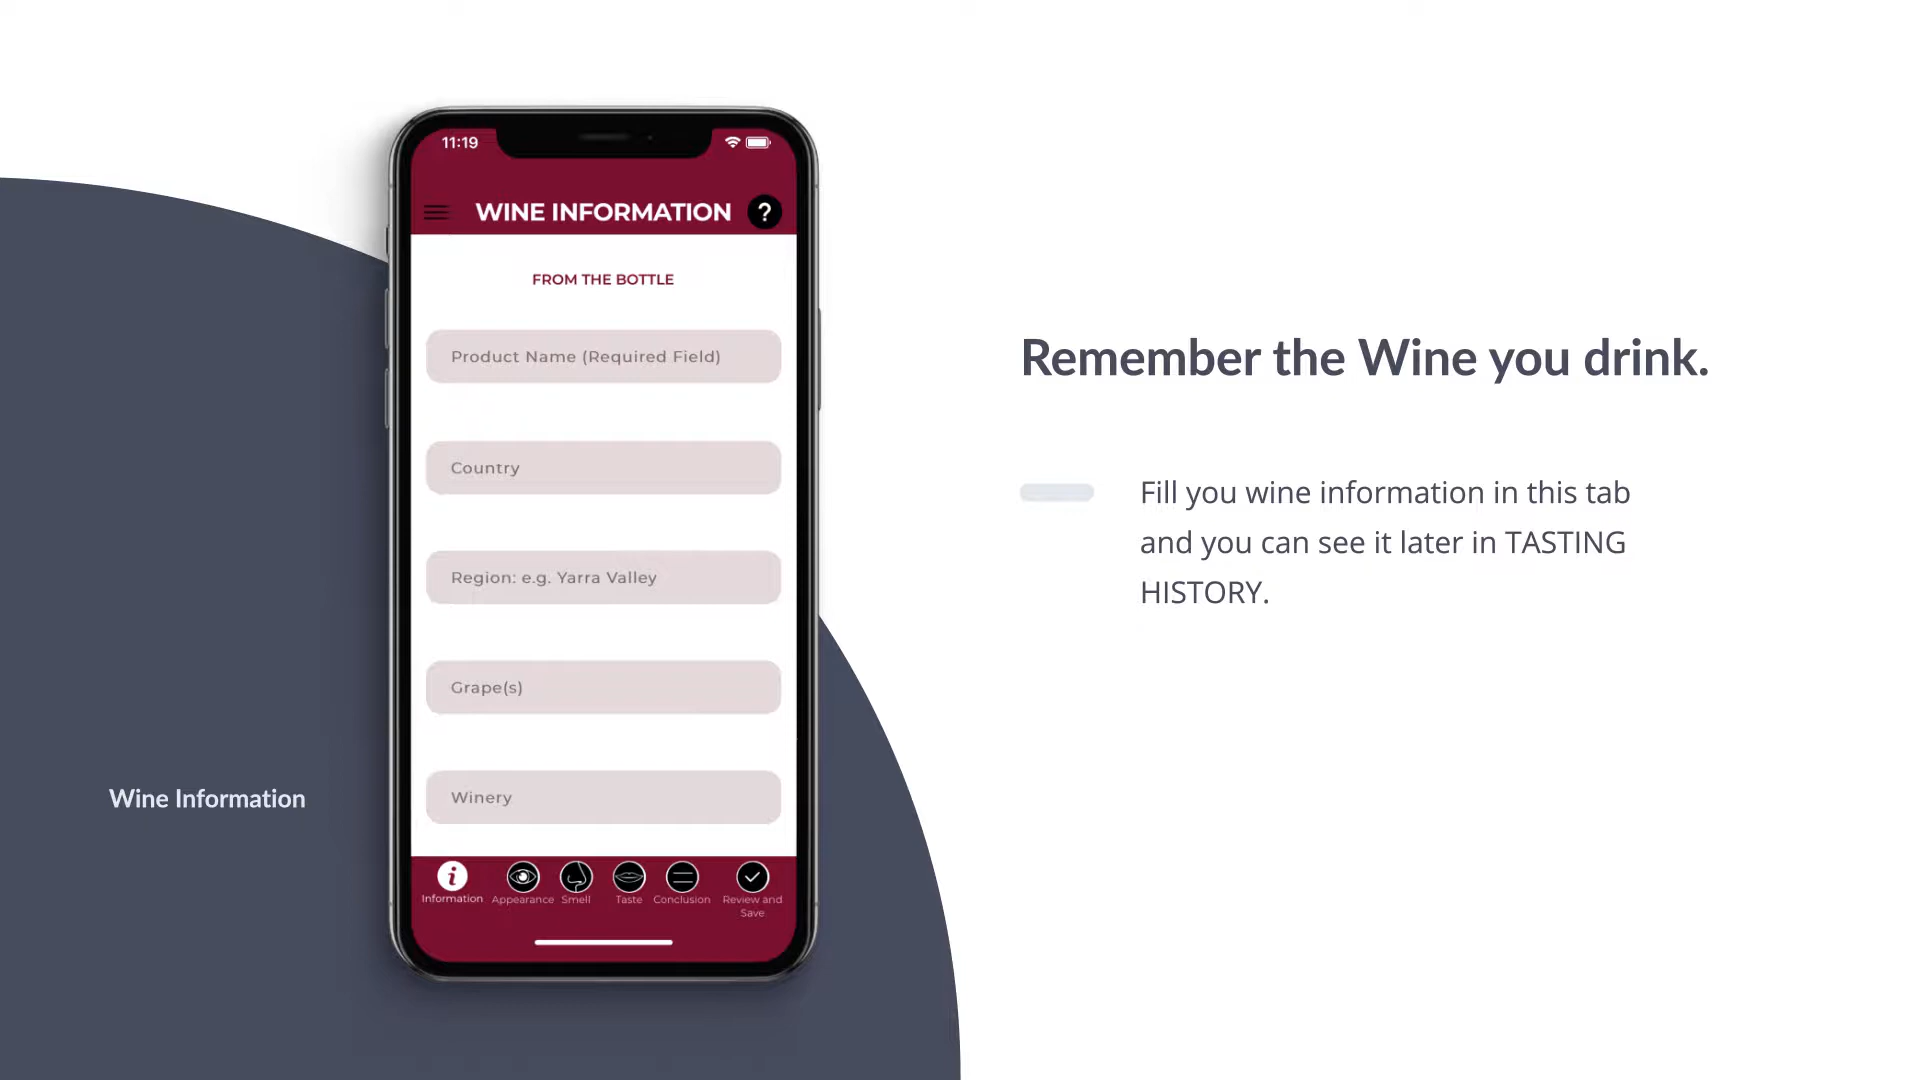 11:19
WINE INFORMATION
?
FROM THE BOTTLE
Product Name (Required Field)
Country
Region: e.g. Yarra Valley
Grape(s)
Winery
Information
Appearance
Smell
Taste
Conclusion
Review and
Save
Wine Information
Remember the Wine you drink.
Fill you wine information in this tab
and you can see it later in TASTING
HISTORY.